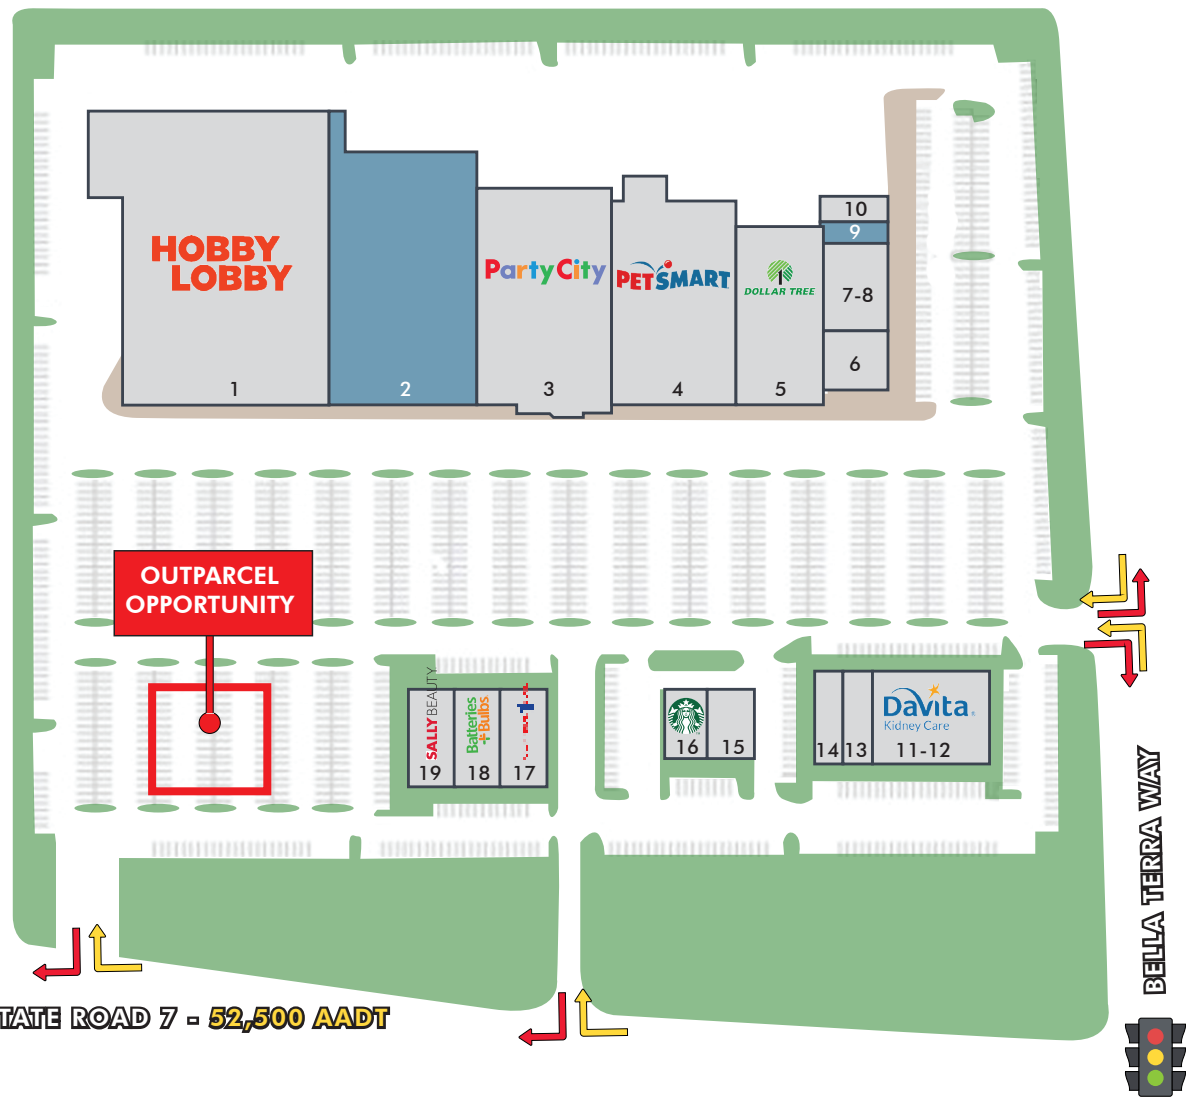 HOBBY
LOBBY
1
2
Party City
3
PETSMART
4
1
DOLLAR TREE
5
10
9
7-8
6
OUTPARCEL
OPPORTUNITY
SALLY BEAUTY
19
Batteries
+Bulbs
18
17
16
15
14
13
DaVita®
Kidney Care
11-12
BELLA TERRA WAY
TATE ROAD 7 - 52,500 AADT